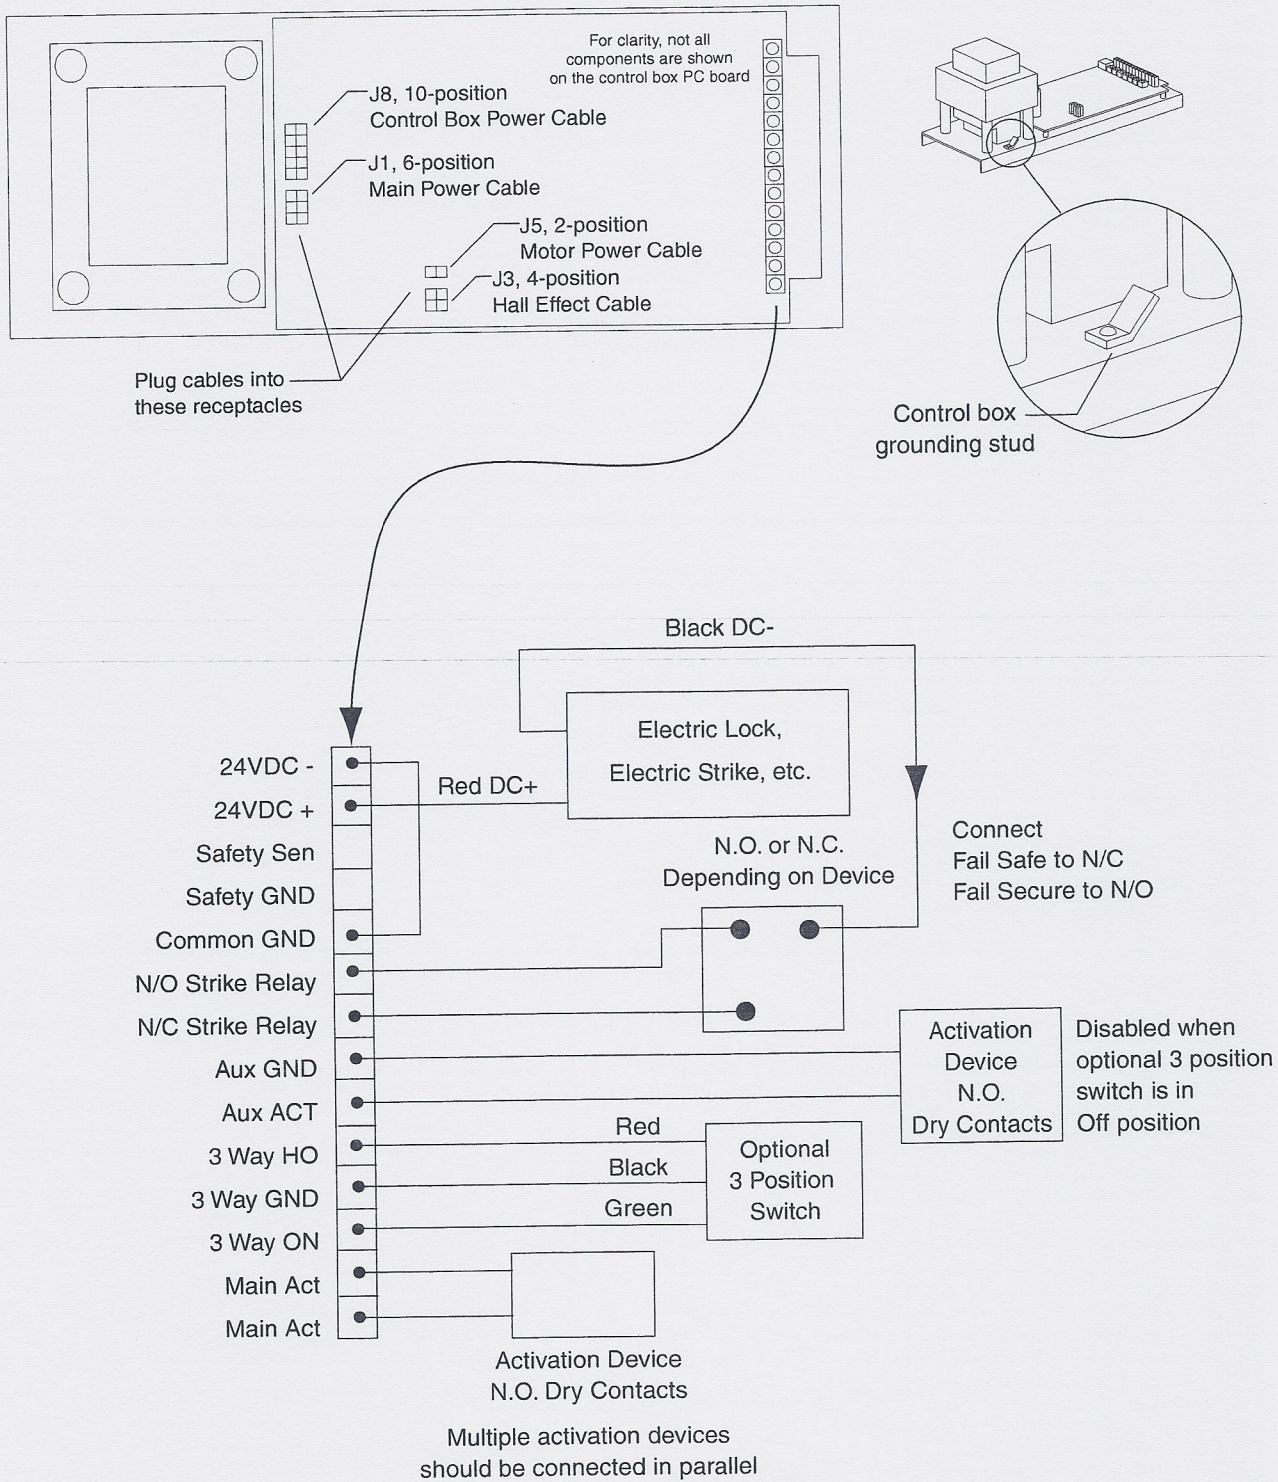 For clarity, not all
components are shown
on the control box PC board
J8, 10-position
Control Box Power Cable
J1, 6-position
Main Power Cable
J5, 2-position
Motor Power Cable
J3, 4-position
Hall Effect Cable
Plug cables into
these receptacles
Control box
grounding stud
Black DC-
Electric Lock,
Electric Strike, etc.
24VDC -
Red DC+
24VDC +
Safety Sen
Safety GND
Common GND
N/O Strike Relay
N/C Strike Relay
Aux GND
Aux ACT
3 Way HO
3 Way GND
3 Way ON
Main Act
Main Act
N.O. or N.C.
Depending on Device
Connect
Fail Safe to N/C
Fail Secure to N/O
Activation
Device
N.O.
Dry Contacts
Disabled when
optional 3 position
switch is in
Off position
Red
Black
Green
Optional
3 Position
Switch
Activation Device
N.O. Dry Contacts
Multiple activation devices
should be connected in parallel